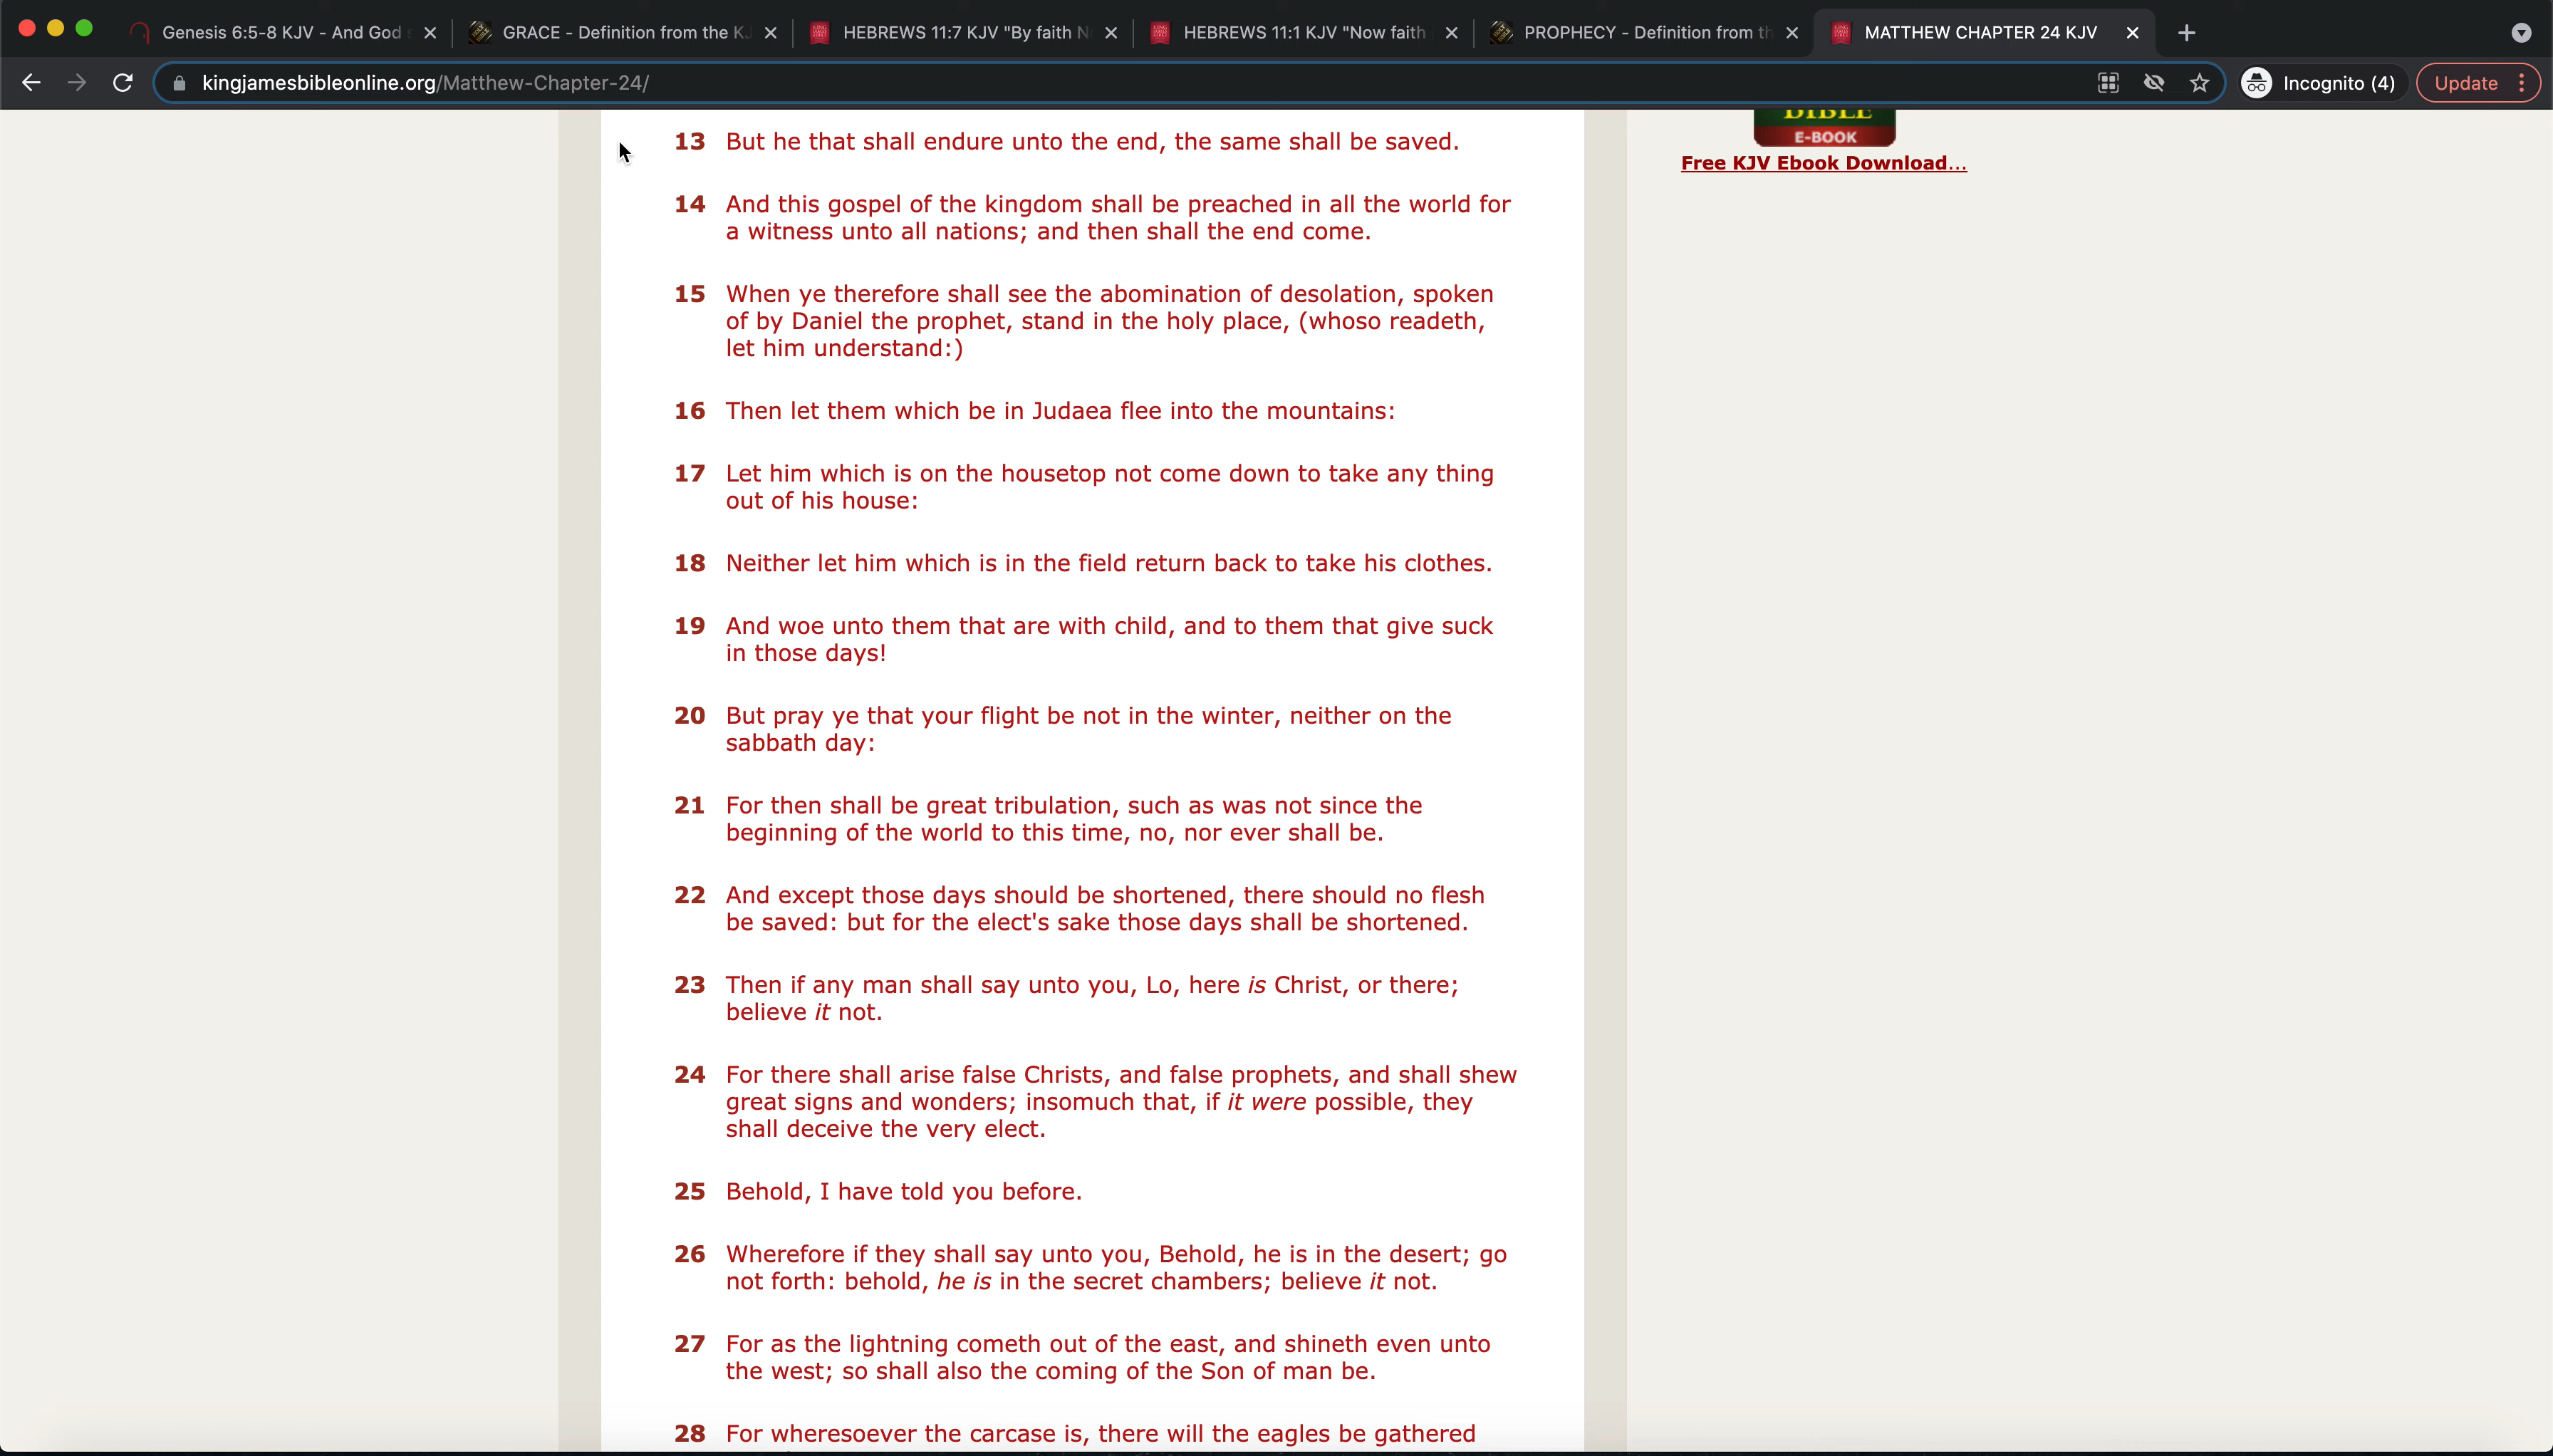 Genesis 6:5-8 KJV - And God
GRACE - Definition from the K
HEBREWS 11:7 KJV "By faith N
HEBREWS 11:1 KJV "Now faith
PROPHECY - Definition from th
MATTHEW CHAPTER 24 KJV
kingjamesbibleonline.org/Matthew-Chapter-24/
Incognito (4)
Update
BIBLE
E-BOOK
Free KJV Ebook Download...
13 But he that shall endure unto the end, the same shall be saved.
14 And this gospel of the kingdom shall be preached in all the world for
a witness unto all nations; and then shall the end come.
15 When ye therefore shall see the abomination of desolation, spoken
of by Daniel the prophet, stand in the holy place, (whoso readeth,
let him understand:)
16 Then let them which be in Judaea flee into the mountains:
17 Let him which is on the housetop not come down to take any thing
out of his house:
18 Neither let him which is in the field return back to take his clothes.
19 And woe unto them that are with child, and to them that give suck
in those days!
20 But pray ye that your flight be not in the winter, neither on the
sabbath day:
21 For then shall be great tribulation, such as was not since the
beginning of the world to this time, no, nor ever shall be.
22 And except those days should be shortened, there should no flesh
be saved: but for the elect's sake those days shall be shortened.
23 Then if any man shall say unto you, Lo, here is Christ, or there;
believe it not.
24 For there shall arise false Christs, and false prophets, and shall shew
great signs and wonders; insomuch that, if it were possible, they
shall deceive the very elect.
25 Behold, I have told you before.
26 Wherefore if they shall say unto you, Behold, he is in the desert; go
not forth: behold, he is in the secret chambers; believe it not.
27 For as the lightning cometh out of the east, and shineth even unto
the west; so shall also the coming of the Son of man be.
28 For wheresoever the carcase is, there will the eagles be gathered